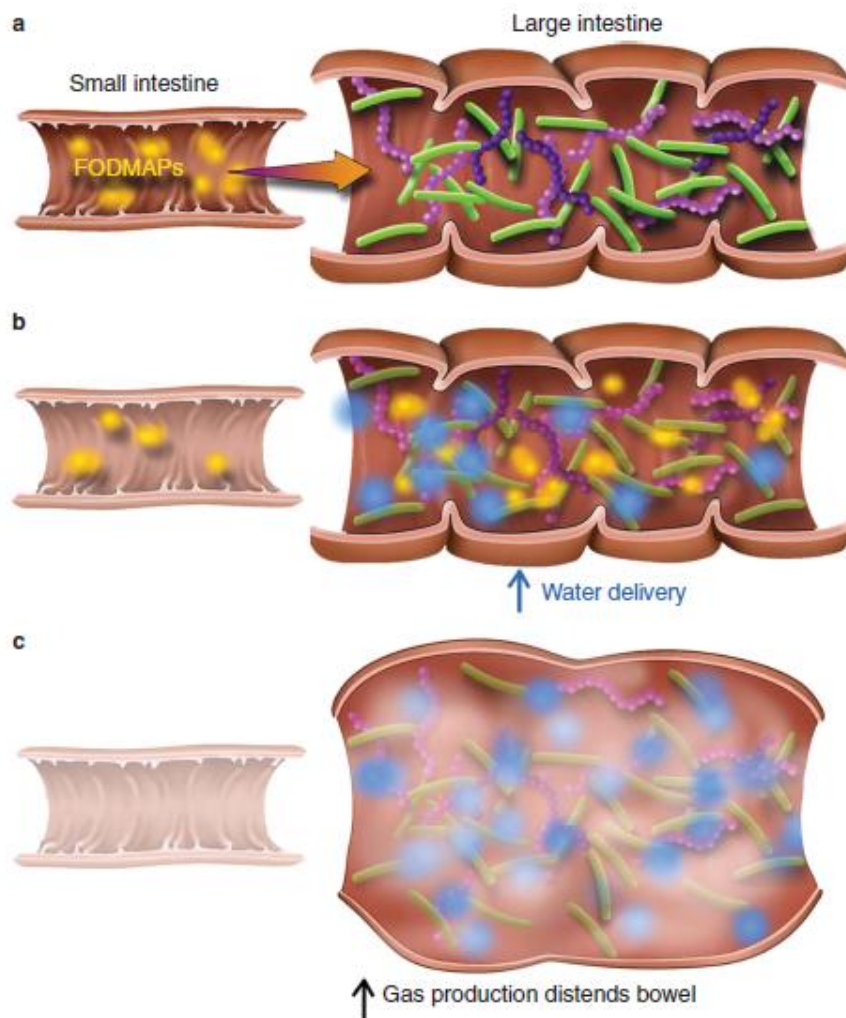 a
Large intestine
Small intestine
FODMAPs
b
Water delivery
c
Gas production distends bowel